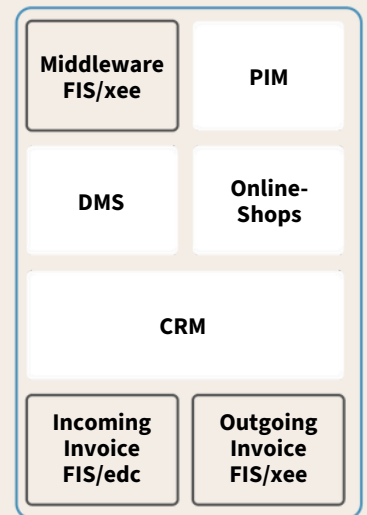 Middleware
FIS/xee
PIM
DMS
Online-
Shops
CRM
Incoming
Invoice
FIS/edc
Outgoing
Invoice
FIS/xee